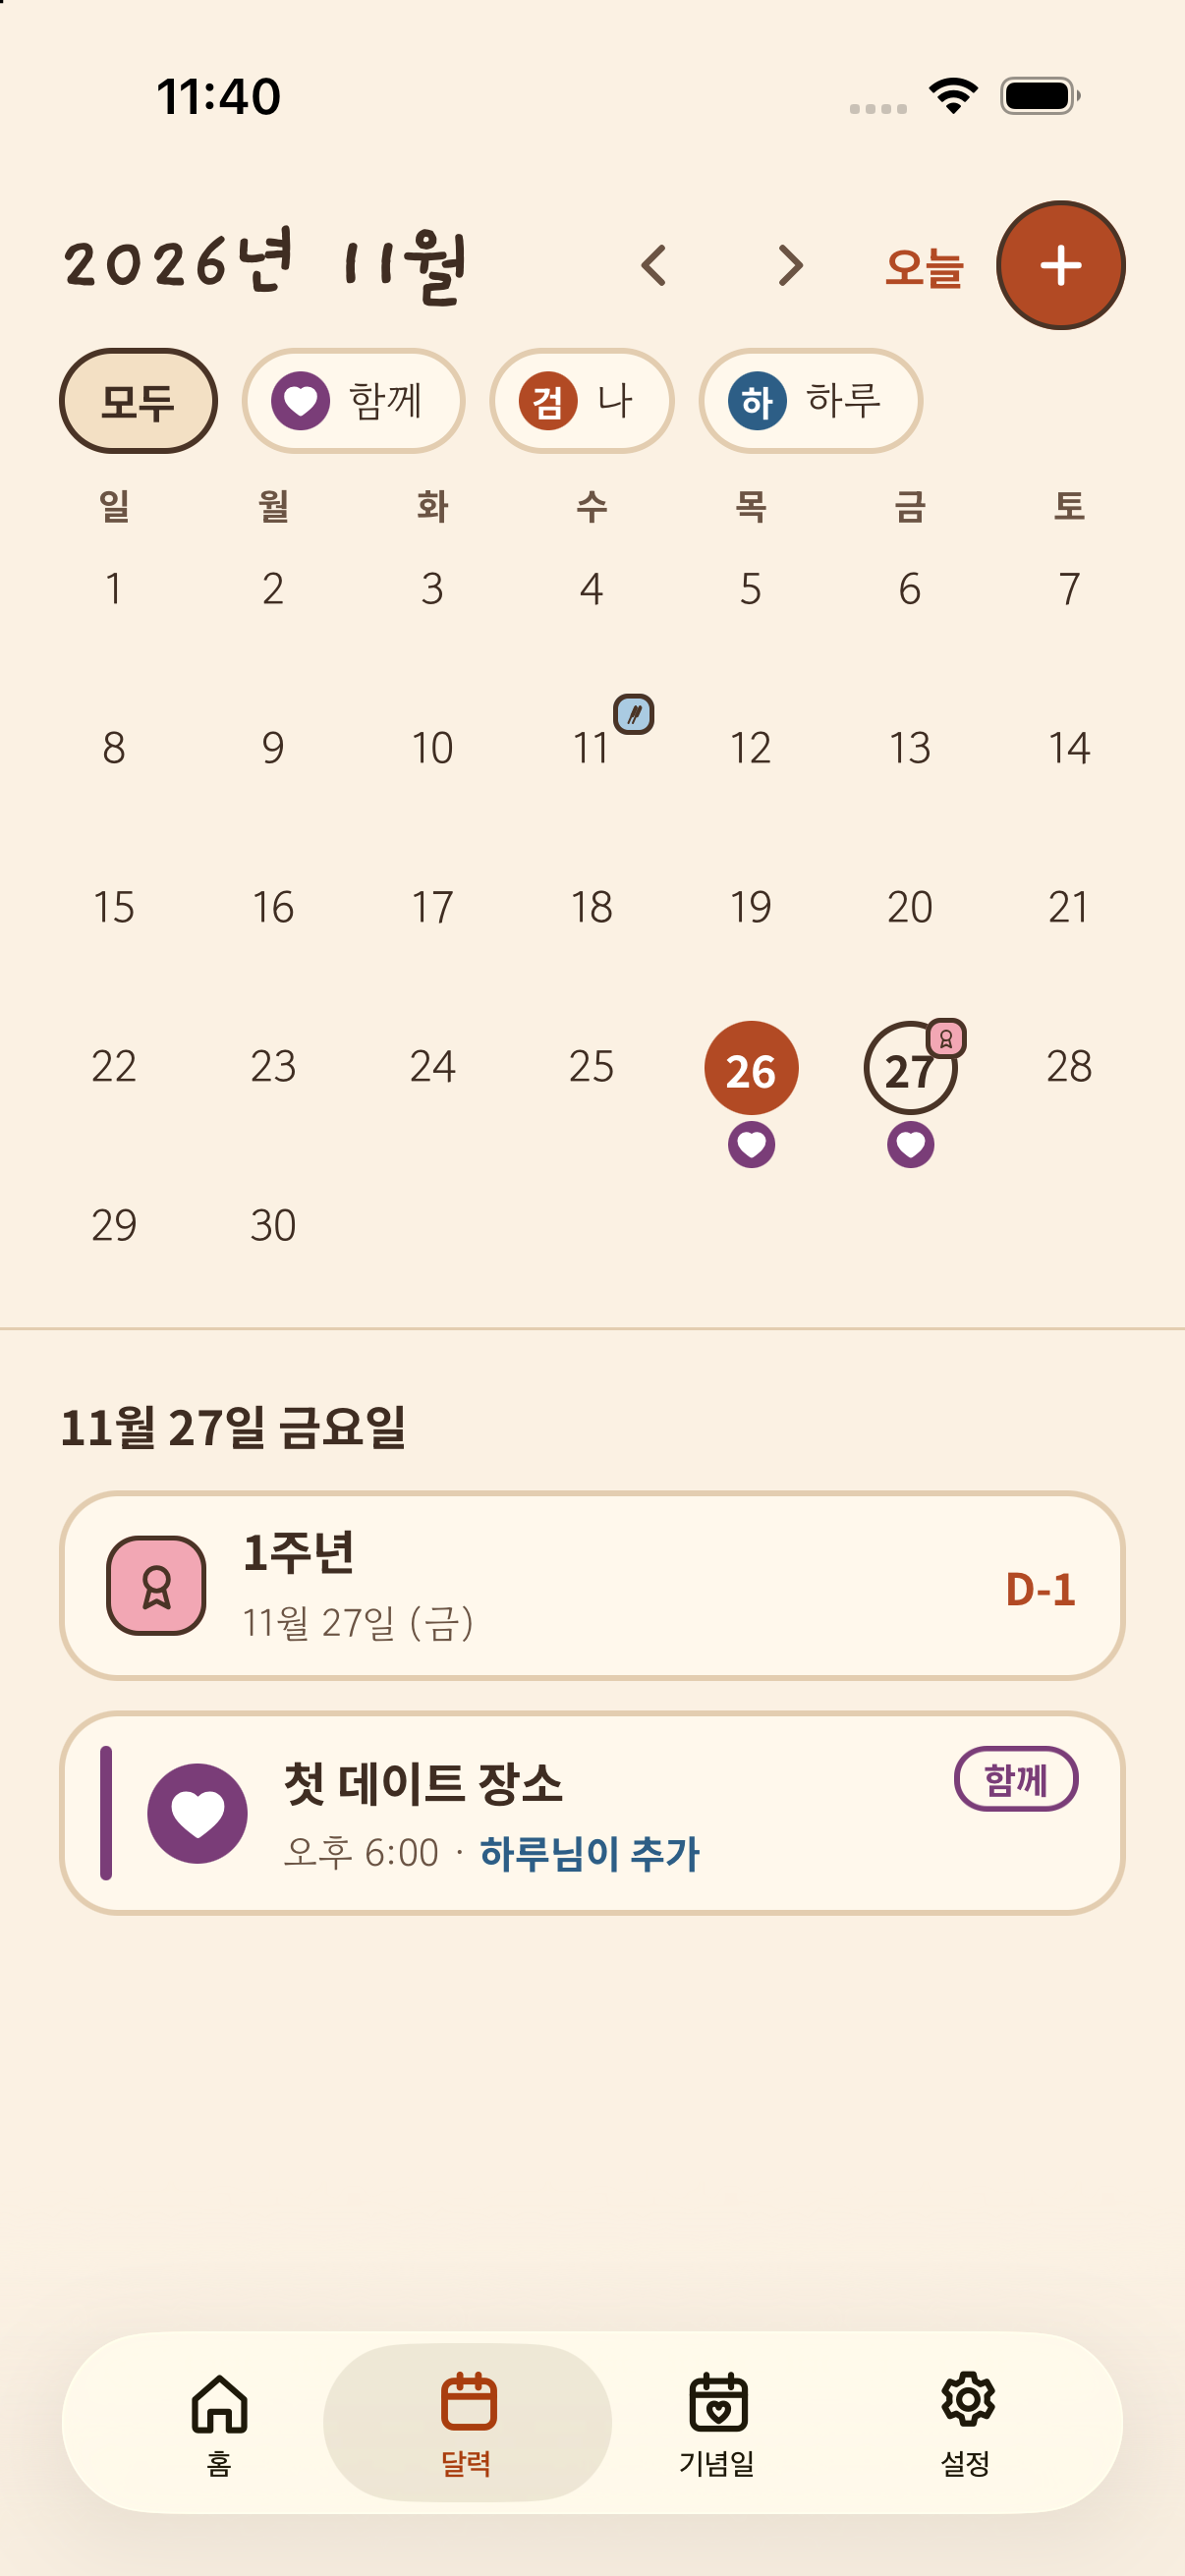 11:40
2026년 11월 오늘
모두 함께 검 나 하 하루
일 월 화 수 목 금 토
1 2 3 4 5 6 7
8 9 10 11 12 13 14
15 16 17 18 19 20 21
22 23 24 25 26 27 28
29 30
11월 27일 금요일
1주년
11월 27일 (금)
D-1
첫 데이트 장소
함께
오후 6:00 · 하루님이 추가
홈 달력 기념일 설정